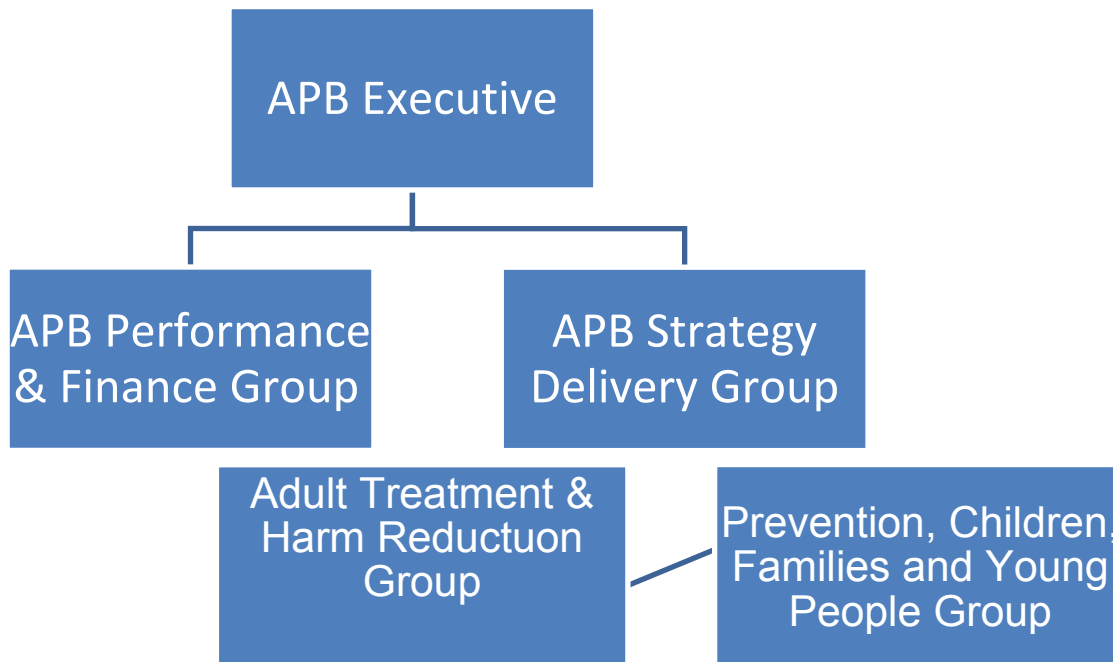 APB Executive
APB Performance
& Finance Group
APB Strategy
Delivery Group
Adult Treatment &
Harm Reductuon
Group
Prevention, Children,
Families and Young
People Group